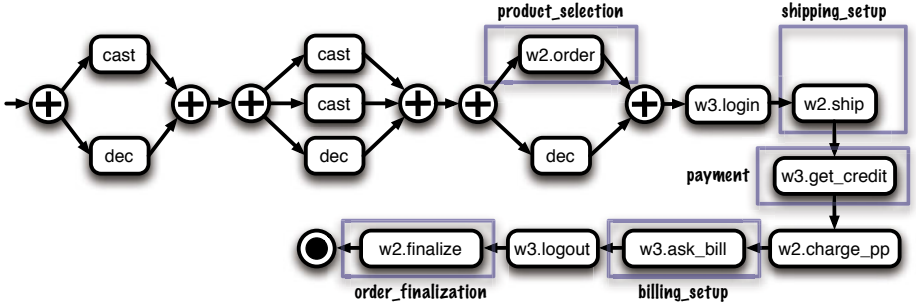 product_selection
shipping_setup
cast
cast
w2.order
cast
w3.login
w2.ship
dec
dec
dec
payment
w3.get_credit
w2.finalize
w3.logout
w3.ask_bill
w2.charge_pp
order_finalization
billing_setup